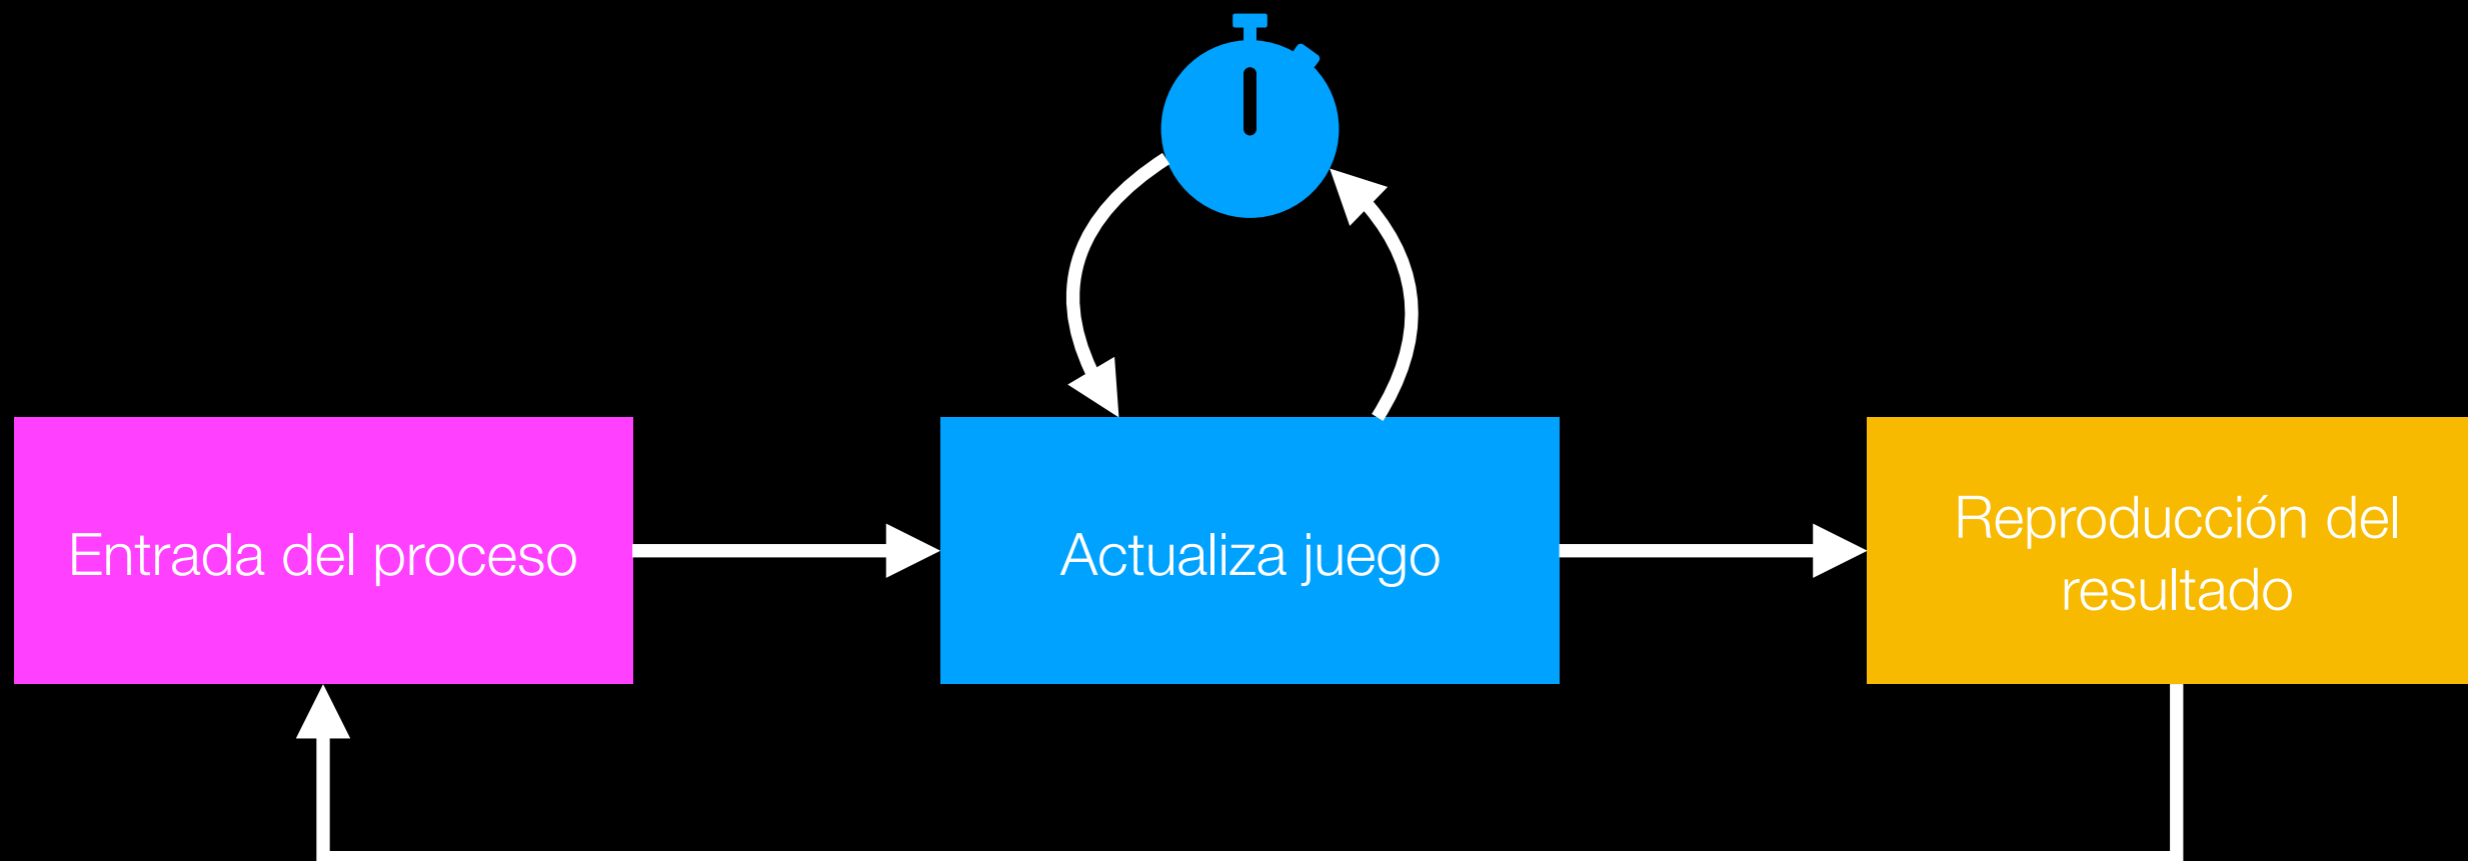 Entrada del proceso
Actualiza juego
Reproducción del
resultado